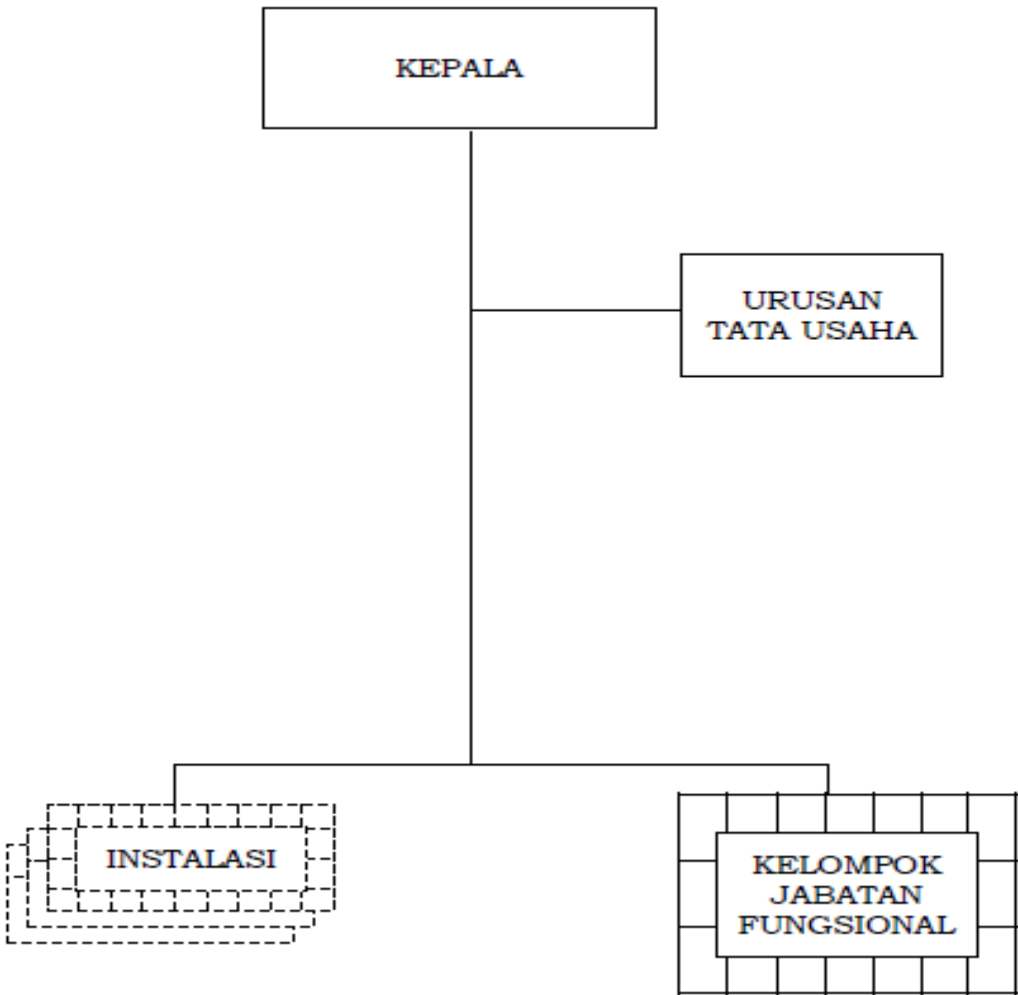 KEPALA
URUSAN
TATA USAHA
INSTALASI
KELOMPOK
JABATAN
FUNGSIONAL